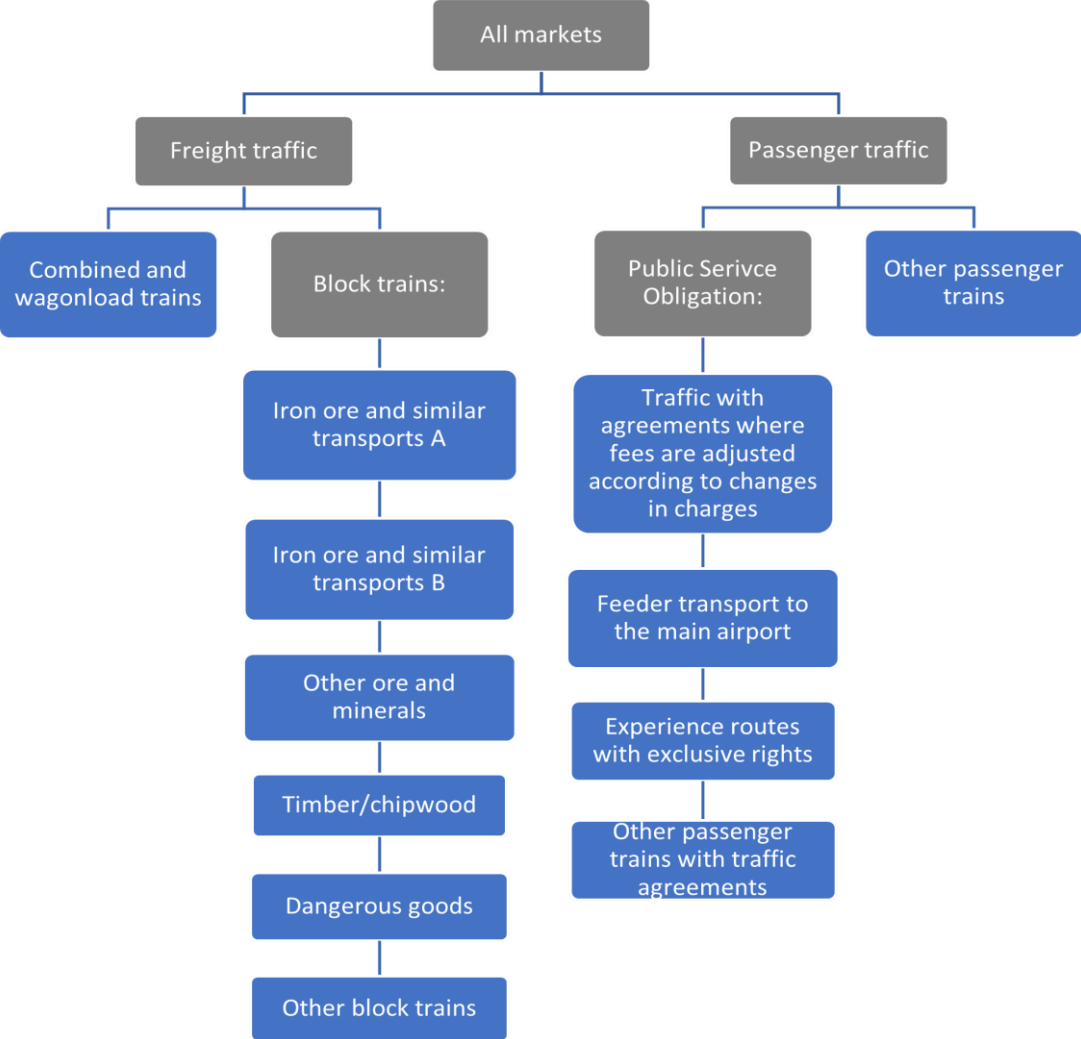 All markets
Freight traffic
Passenger traffic
Combined and
wagonload trains
Block trains:
Public Serivce
Obligation:
Other passenger
trains
Iron ore and similar
transports A
Iron ore and similar
transports B
Other ore and
minerals
Timber/chipwood
Dangerous goods
Other block trains
Traffic with
agreements where
fees are adjusted
according to changes
in charges
Feeder transport to
the main airport
Experience routes
with exclusive rights
Other passenger
trains with traffic
agreements